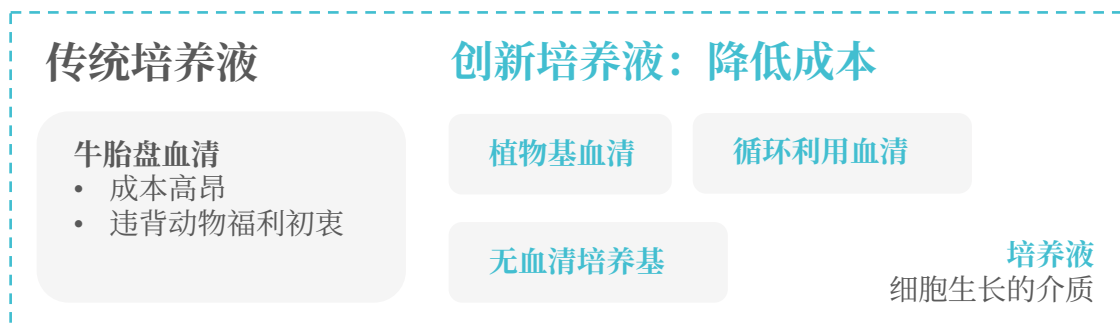 传统培养液
创新培养液：降低成本
牛胎盘血清
• 成本高昂
• 违背动物福利初衷
植物基血清
循环利用血清
无血清培养基
培养液
细胞生长的介质